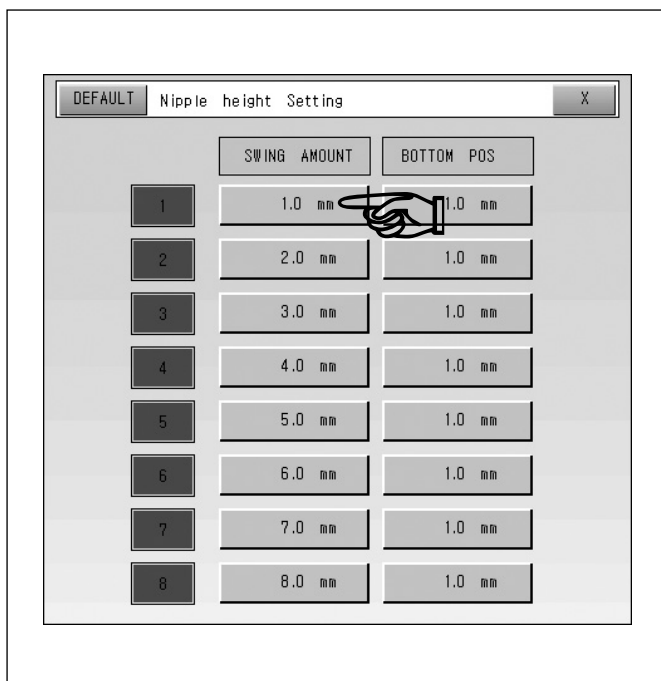 DEFAULT Nipple height Setting X
SWING AMOUNT BOTTOM POS
1 1.0 mm 1.0 mm
2 2.0 mm 1.0 mm
3 3.0 mm 1.0 mm
4 4.0 mm 1.0 mm
5 5.0 mm 1.0 mm
6 6.0 mm 1.0 mm
7 7.0 mm 1.0 mm
8 8.0 mm 1.0 mm